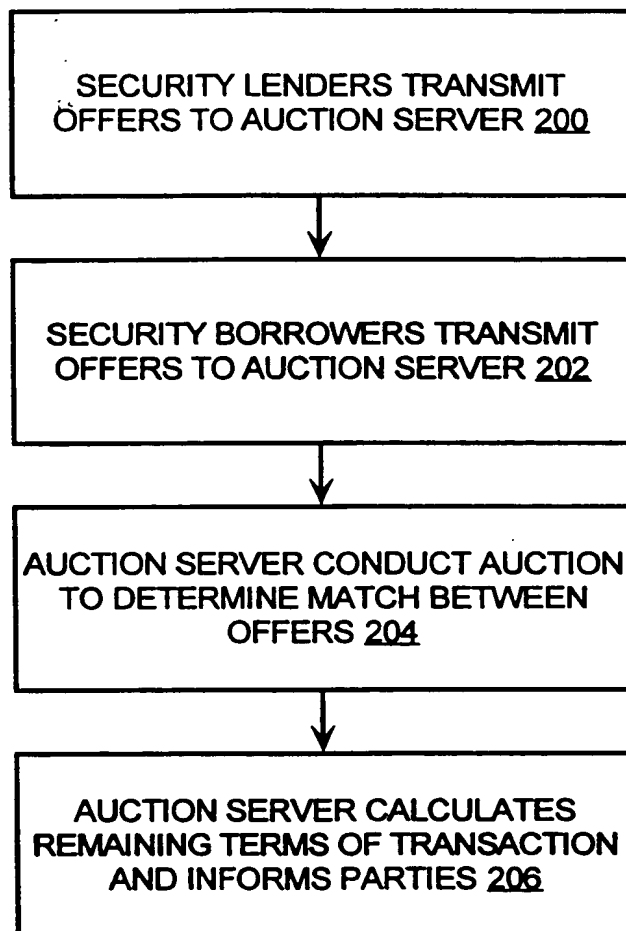 SECURITY LENDERS TRANSMIT
OFFERS TO AUCTION SERVER 200
SECURITY BORROWERS TRANSMIT
OFFERS TO AUCTION SERVER 202
AUCTION SERVER CONDUCT AUCTION
TO DETERMINE MATCH BETWEEN
OFFERS 204
AUCTION SERVER CALCULATES
REMAINING TERMS OF TRANSACTION
AND INFORMS PARTIES 206